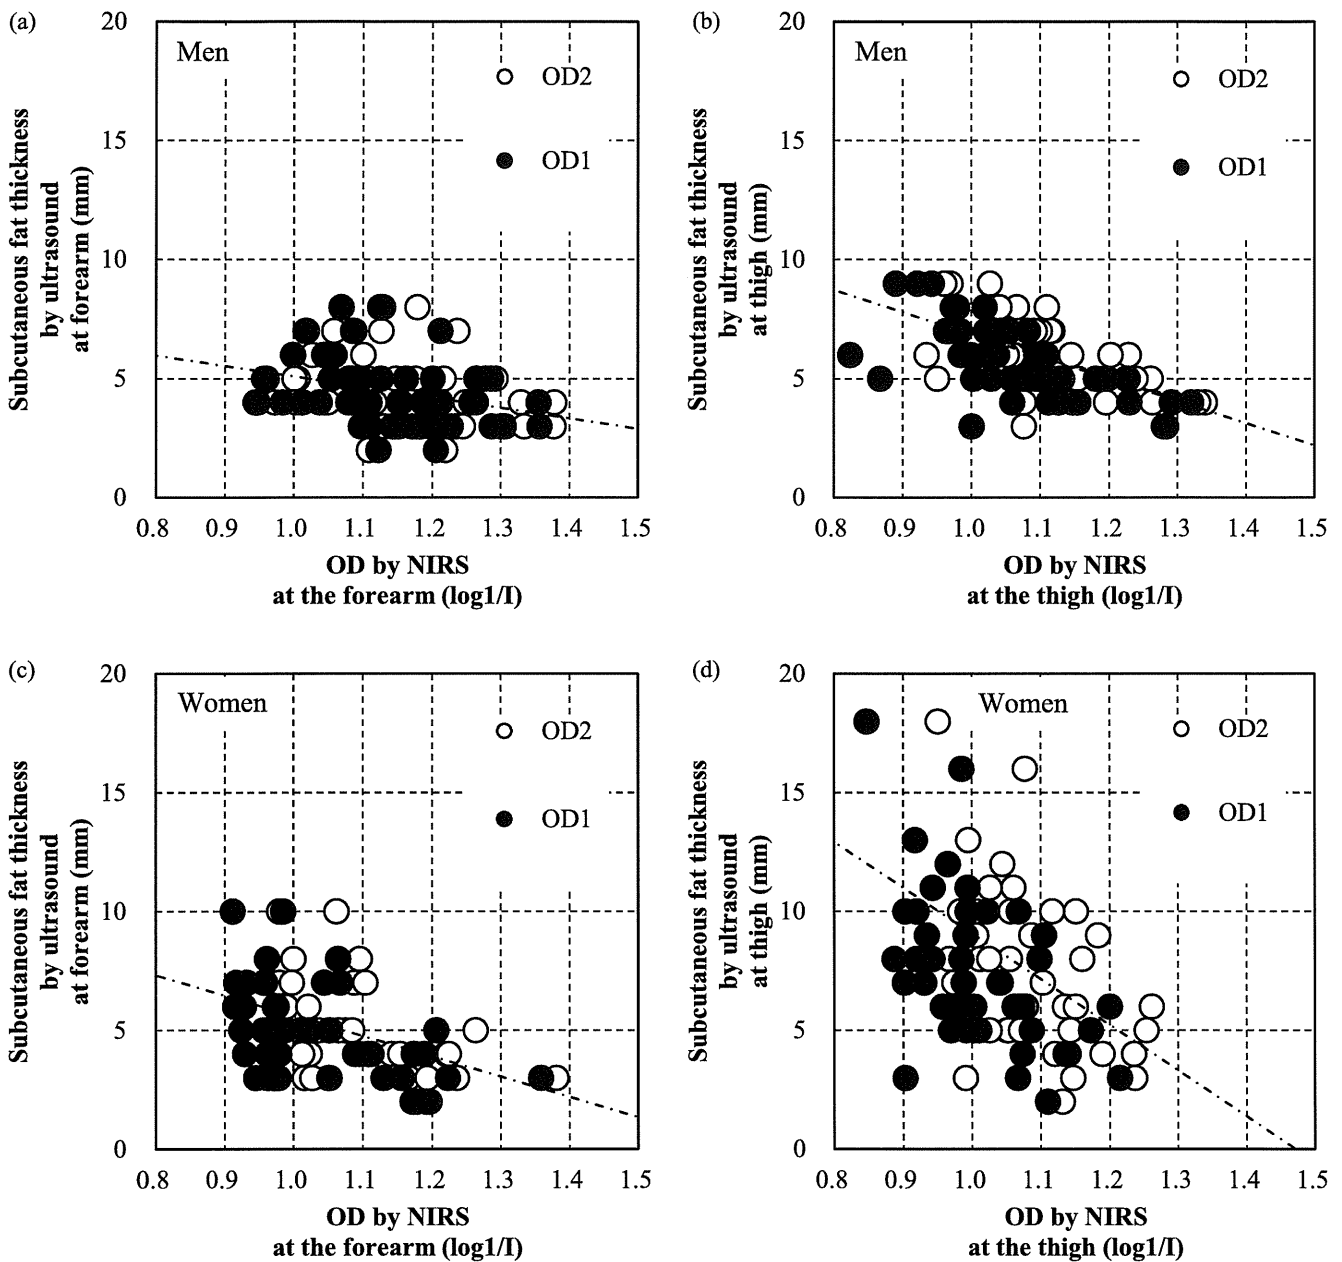 (a)
Subcutaneous fat thickness
by ultrasound
at forearm (mm)
20
15
10
5
0
Men
OD2
OD1
0.8 0.9 1.0 1.1 1.2 1.3 1.4 1.5
OD by NIRS
at the forearm (log1/I)
(b)
Subcutaneous fat thickness
by ultrasound
at thigh (mm)
20
15
10
5
0
Men
OD2
OD1
0.8 0.9 1.0 1.1 1.2 1.3 1.4 1.5
OD by NIRS
at the thigh (log1/I)
(c)
Subcutaneous fat thickness
by ultrasound
at forearm (mm)
20
15
10
5
0
Women
OD2
OD1
0.8 0.9 1.0 1.1 1.2 1.3 1.4 1.5
OD by NIRS
at the forearm (log1/I)
(d)
Subcutaneous fat thickness
by ultrasound
at thigh (mm)
20
15
10
5
0
Women
OD2
OD1
0.8 0.9 1.0 1.1 1.2 1.3 1.4 1.5
OD by NIRS
at the thigh (log1/I)